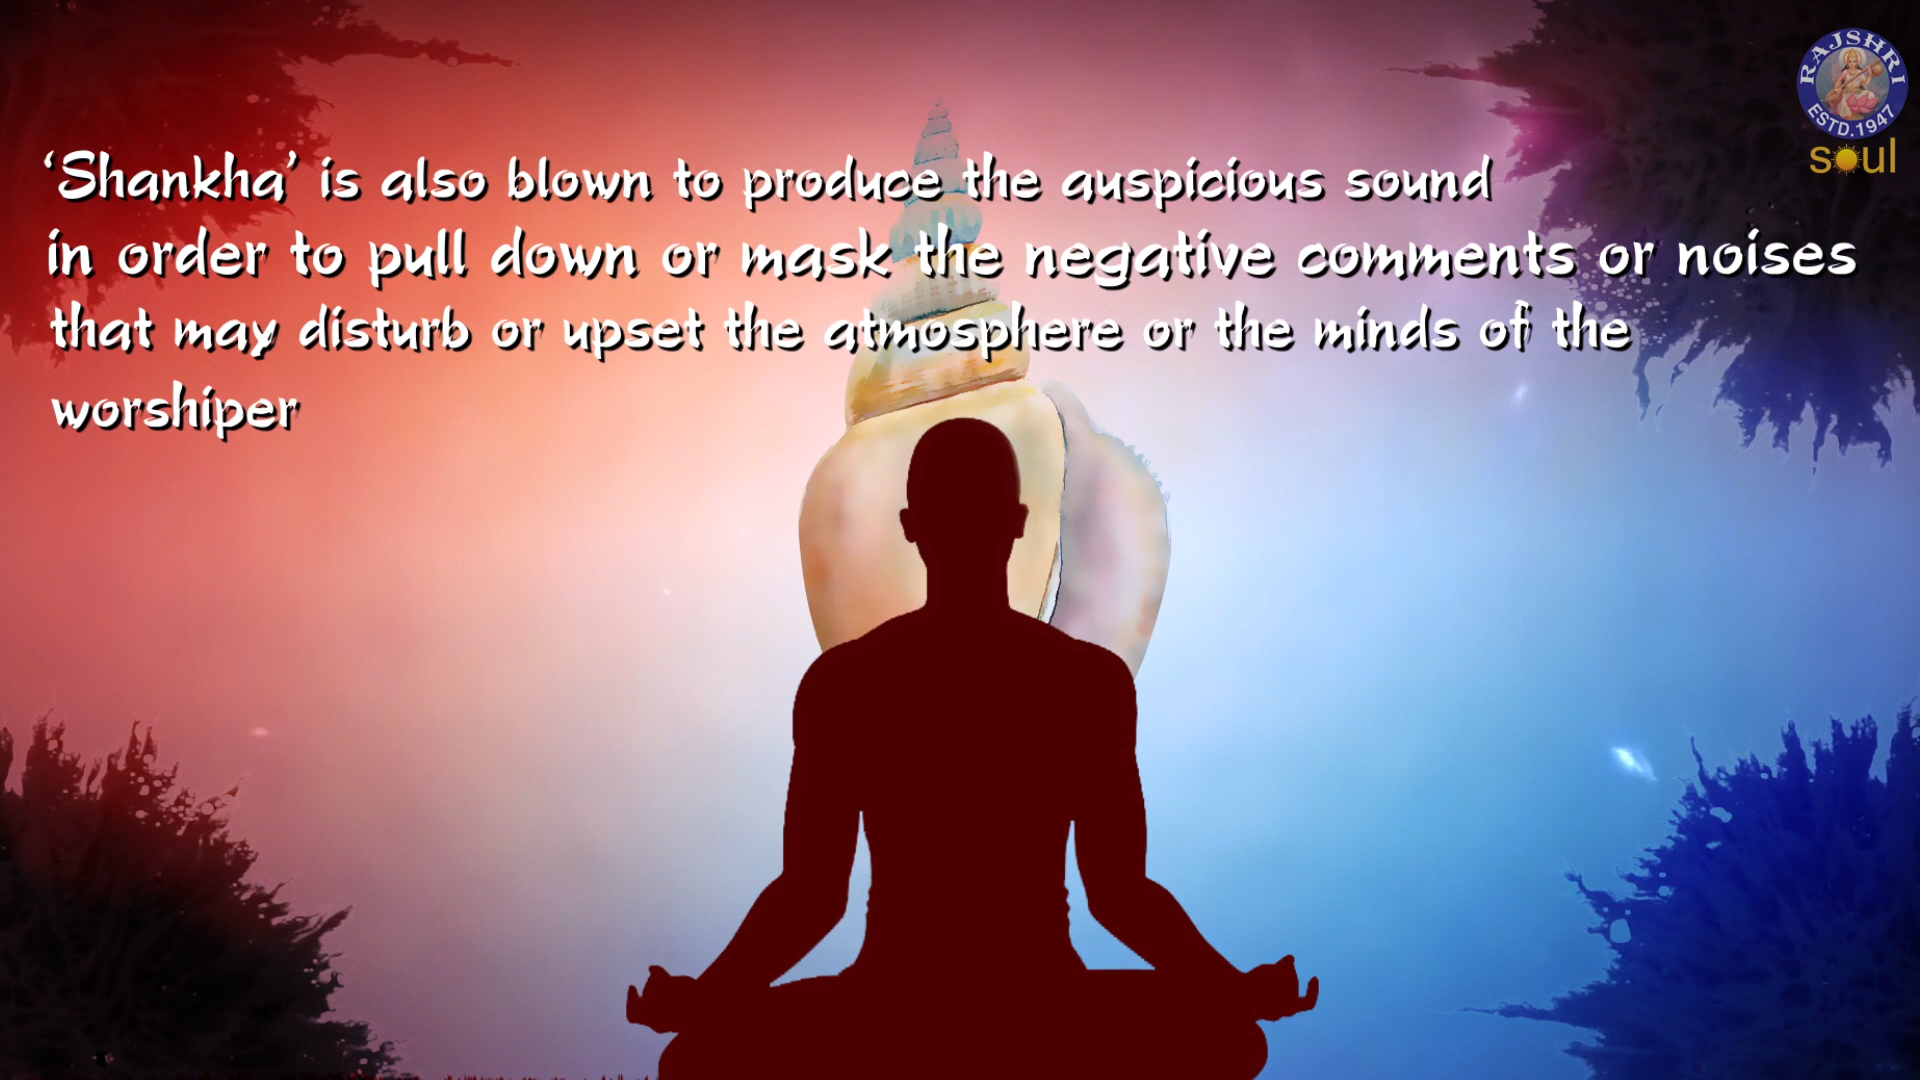 ‘Shankha’ is also blown to produce the auspicious sound
in order to pull down or mask the negative comments or noises
that may disturb or upset the atmosphere or the minds of the
worshiper
RAJSHRI
ESTD.1947
soul